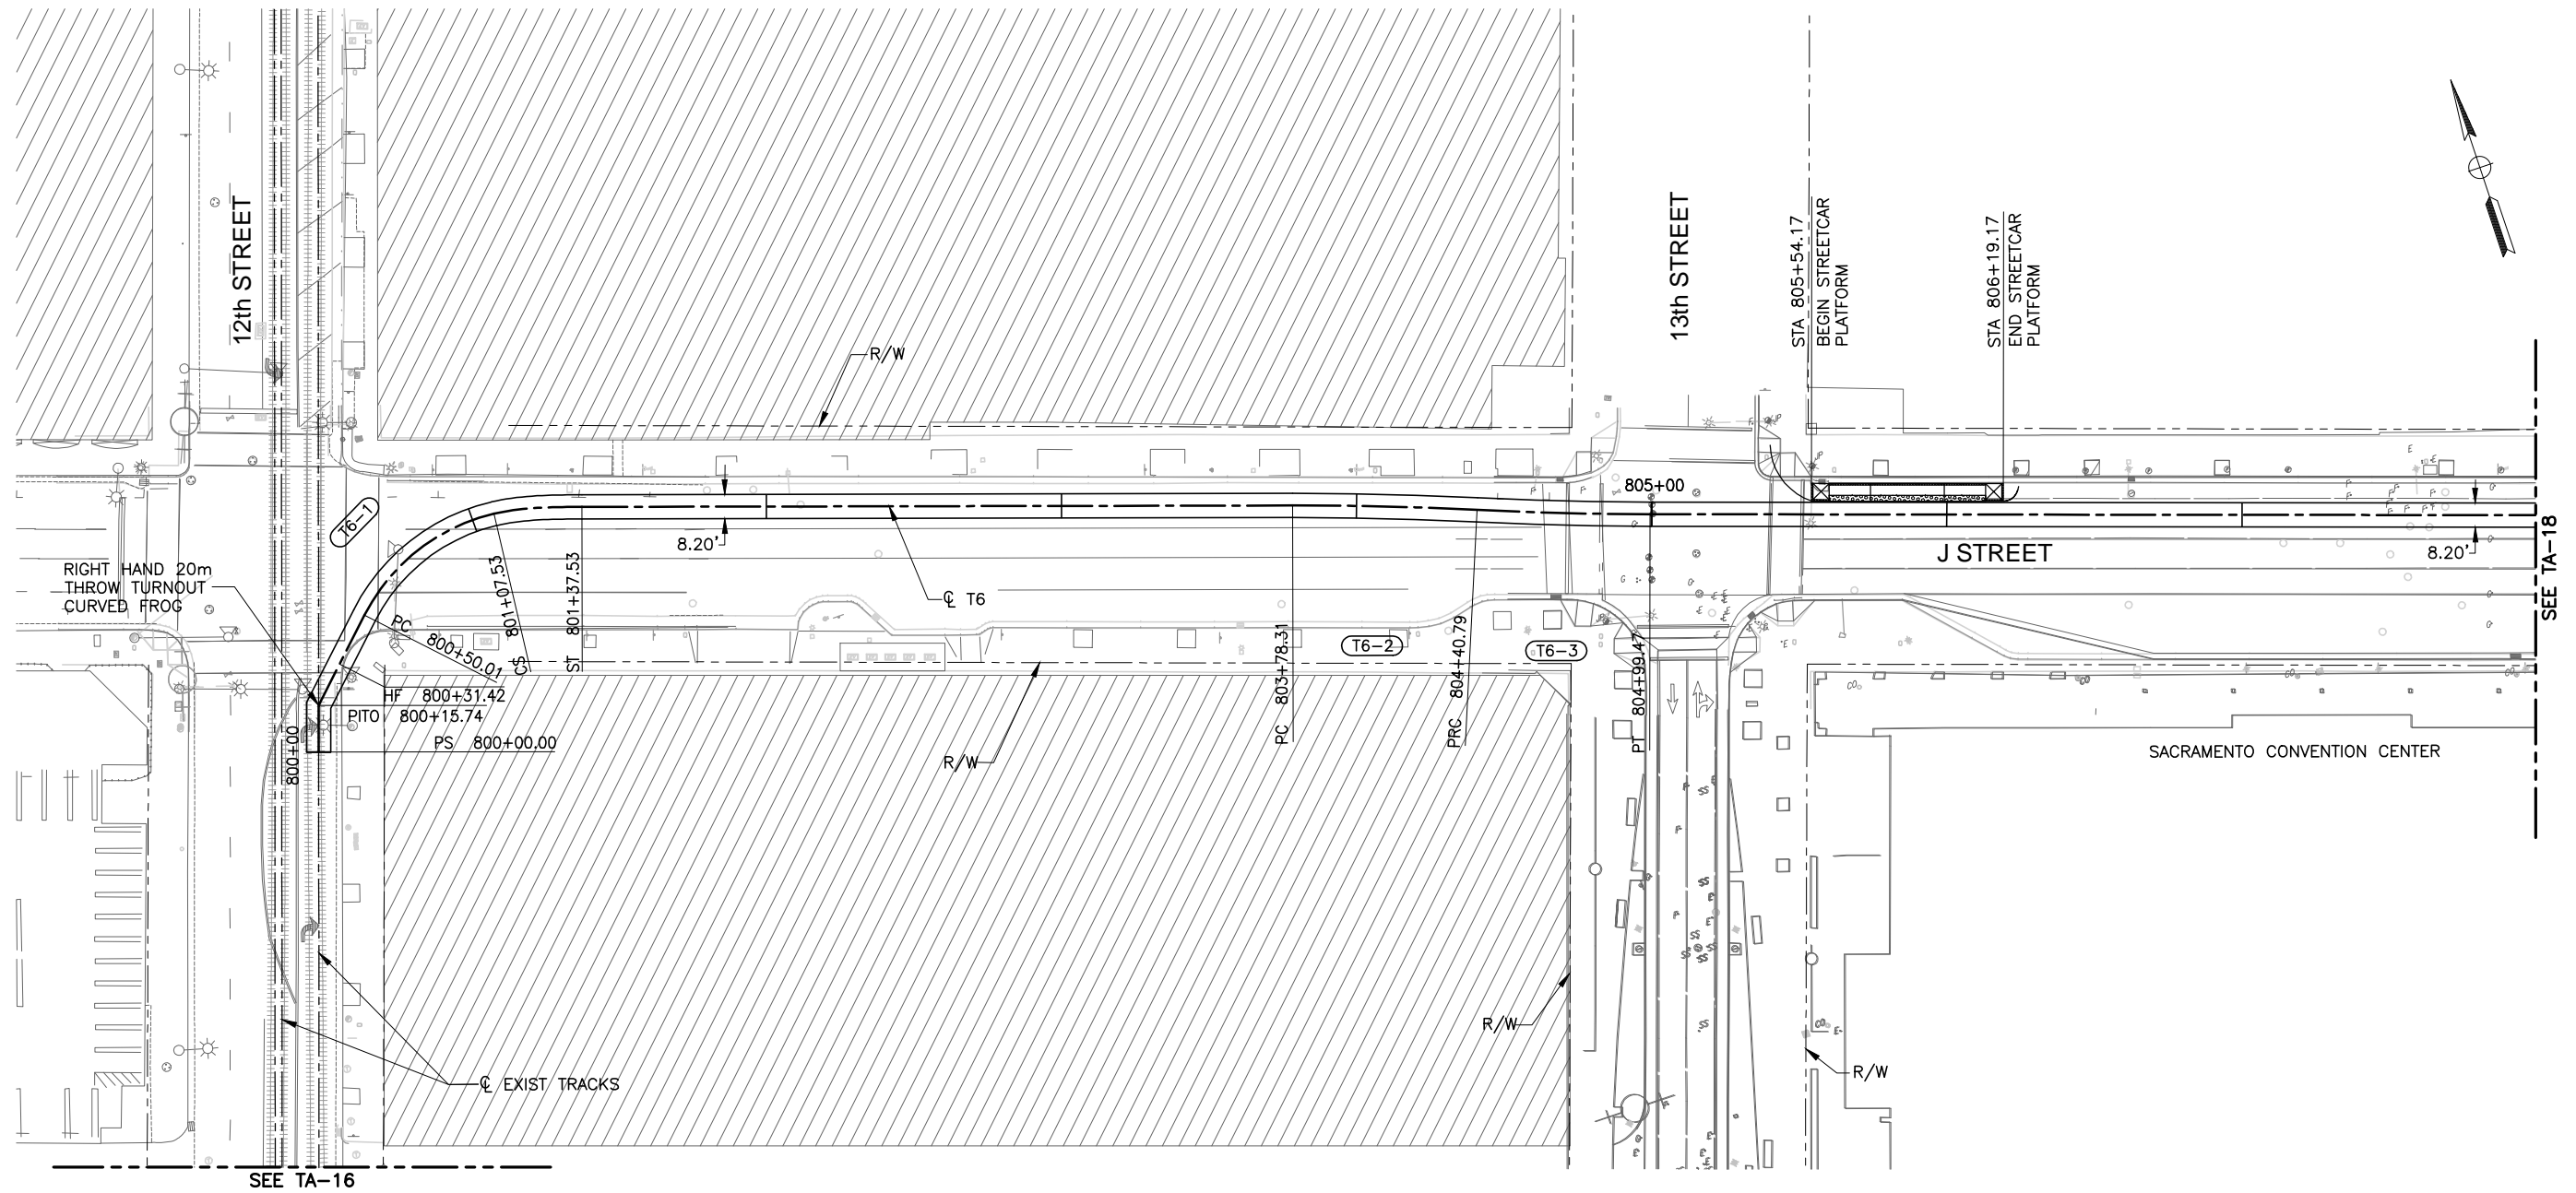 12th STREET
13th STREET
STA 805+54.17
BEGIN STREETCAR
PLATFORM
STA 806+19.17
END STREETCAR
PLATFORM
R/W
T6-1
8.20'
805+00
J STREET
8.20'
SEE TA-18
RIGHT HAND 20m
THROW TURNOUT
CURVED FROG
℄ T6
PC 800+50.01
CS 801+07.53
ST 801+37.53
HF 800+31.42
PITO 800+15.74
PS 800+00.00
800+00
R/W
PC 803+78.31
T6-2
PRC 804+40.79
T6-3
PT 804+99.47
SACRAMENTO CONVENTION CENTER
R/W
R/W
℄ EXIST TRACKS
SEE TA-16